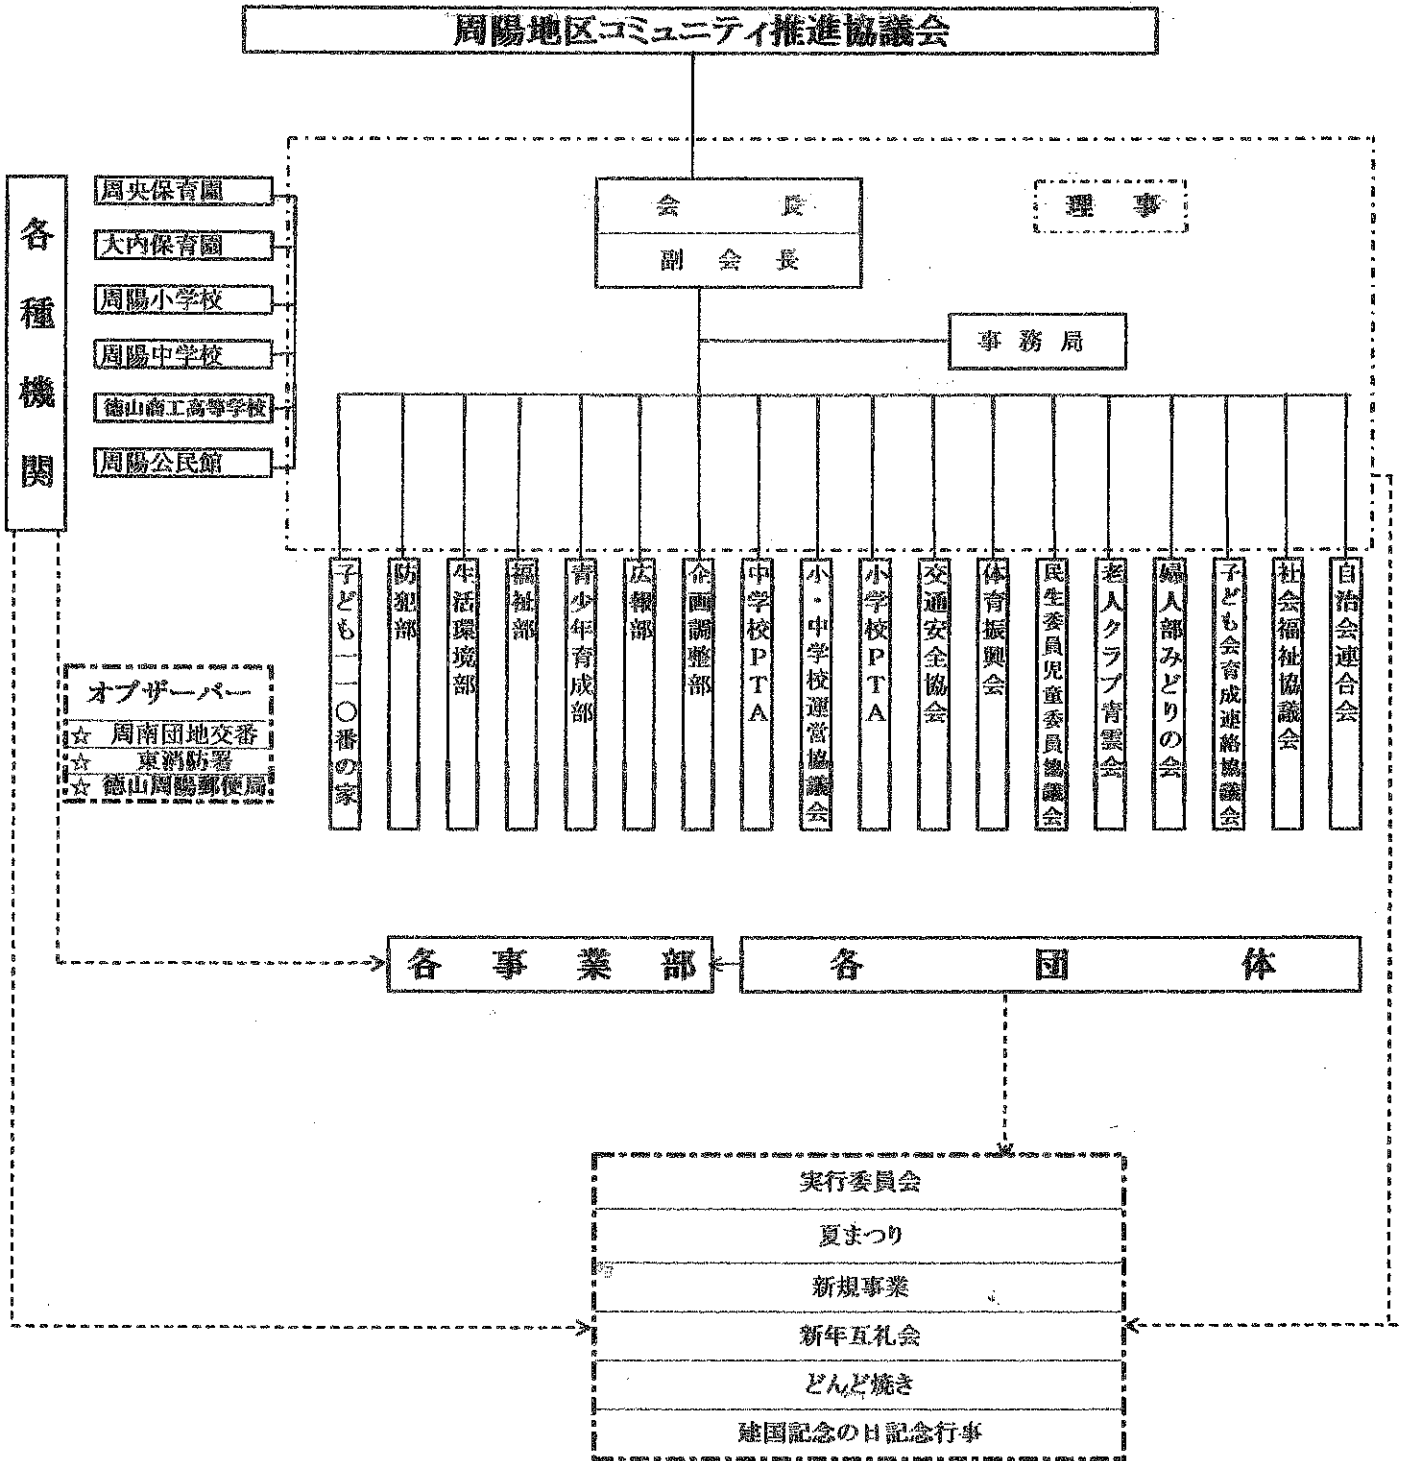 周陽地区コミュニティ推進協議会
会 長
副 会 長
理 事
事 務 局
各種機関
周央保育園
大内保育園
周陽小学校
周陽中学校
徳山商工高等学校
周陽公民館
オブザーバー
☆ 周南団地交番
☆ 東消防署
☆ 徳山周陽郵便局
自治会連合会
社会福祉協議会
子ども会育成連絡協議会
婦人部みどりの会
老人クラブ青雲会
民生委員児童委員協議会
体育振興会
交通安全協会
小学校PTA
小・中学校運営協議会
中学校PTA
企画調整部
広報部
青少年育成部
福祉部
生活環境部
防犯部
子ども一一〇番の家
各 事 業 部
各 団 体
実行委員会
夏まつり
新規事業
新年互礼会
どんど焼き
建国記念の日記念行事